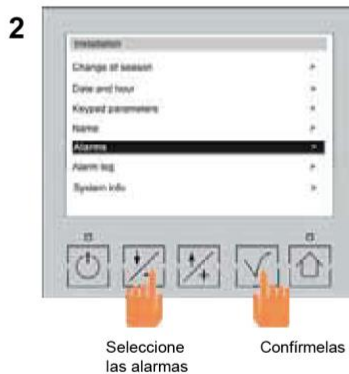 2
Installation
Change of season >
Date and hour >
Keypad parameters >
Name >
Alarms >
Alarm log >
System info >
Seleccione
las alarmas
Confírmelas